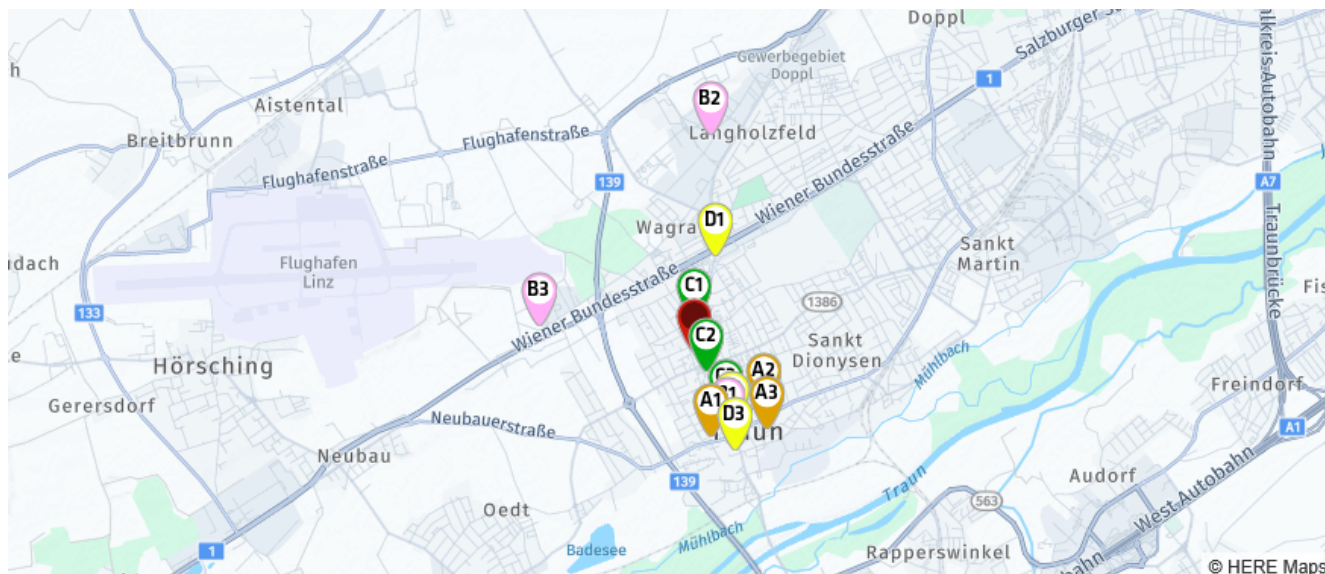 Doppl
Salzburger
1
Gewerbegebiet
Doppl
B2
Langholzfeld
Aistental
Breitbrunn
Flughafenstraße
Flughafenstraße
139
Wiener Bundesstraße
A7
Traunbrücke
D1
Wagra
Sankt
Martin
Flughafen
Linz
B3
C1
Wiener Bundesstraße
1386
133
C2
Sankt
Dionysen
Mühlbach
Hörsching
A2
Freindorf
A1
A3
D3
Gerersdorf
Neubauerstraße
A1
Neubau
139
Audorf
Traun
563
West Autobahn
Oedt
1
Badesee
Mühlbach
Rapperswinkel
© HERE Maps